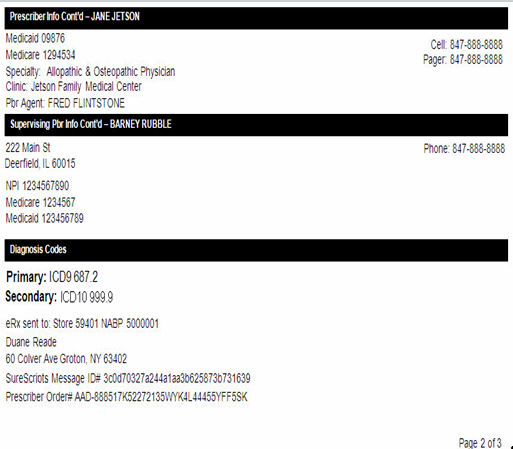 Prescriber Info Cont'd – JANE JETSON
Medicaid 09876
Medicare 1294534
Specialty: Allopathic & Osteopathic Physician
Clinic: Jetson Family Medical Center
Pbr Agent: FRED FLINTSTONE
Cell: 847-888-8888
Pager: 847-888-8888
Supervising Pbr Info Cont'd – BARNEY RUBBLE
222 Main St
Deerfield, IL 60015
Phone: 847-888-8888
NPI 1234567890
Medicare 1234567
Medicaid 123456789
Diagnosis Codes
Primary: ICD9 687.2
Secondary: ICD10 999.9
eRx sent to: Store 59401 NABP 5000001
Duane Reade
60 Colver Ave Groton, NY 63402
SureScripts Message ID# 3c0d70327a244a1aa3b625873b731639
Prescriber Order# AAD-888517K52272135WYK4L44455YFF5SK
Page 2 of 3